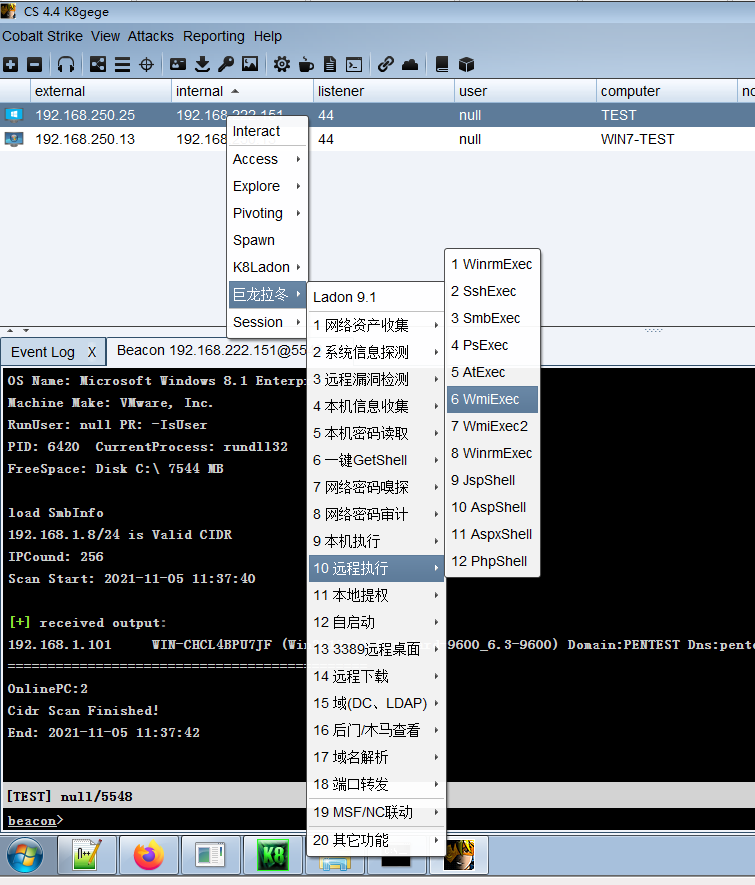 CS 4.4 K8gege
Cobalt Strike View Attacks Reporting Help
external internal listener user computer no
192.168.250.25 192.168.222.151 44 null TEST
192.168.250.13 192.168 44 null WIN7-TEST
Interact
Access
Explore
Pivoting
Spawn
K8Ladon
巨龙拉冬
Session
Ladon 9.1
1 网络资产收集
2 系统信息探测
3 远程漏洞检测
4 本机信息收集
5 本机密码读取
6 一键GetShell
7 网络密码嗅探
8 网络密码审计
9 本机执行
10 远程执行
11 本地提权
12 自启动
13 3389远程桌面
14 远程下载
15 域(DC、LDAP)
16 后门/木马查看
17 域名解析
18 端口转发
19 MSF/NC联动
20 其它功能
1 WinrmExec
2 SshExec
3 SmbExec
4 PsExec
5 AtExec
6 WmiExec
7 WmiExec2
8 WinrmExec
9 JspShell
10 AspShell
11 AspxShell
12 PhpShell
Event Log X Beacon 192.168.222.151@55
OS Name: Microsoft Windows 8.1 Enterp
Machine Make: VMware, Inc.
RunUser: null PR: -IsUser
PID: 6420 CurrentProcess: rundll32
FreeSpace: Disk C:\ 7544 MB
load SmbInfo
192.168.1.8/24 is Valid CIDR
IPCound: 256
Scan Start: 2021-11-05 11:37:40
[+] received output:
192.168.1.101 WIN-CHCL4BPU7JF (Win -9600_6.3-9600) Domain:PENTEST Dns:pente
=============================================
OnlinePC:2
Cidr Scan Finished!
End: 2021-11-05 11:37:42
[TEST] null/5548
beacon>
K8